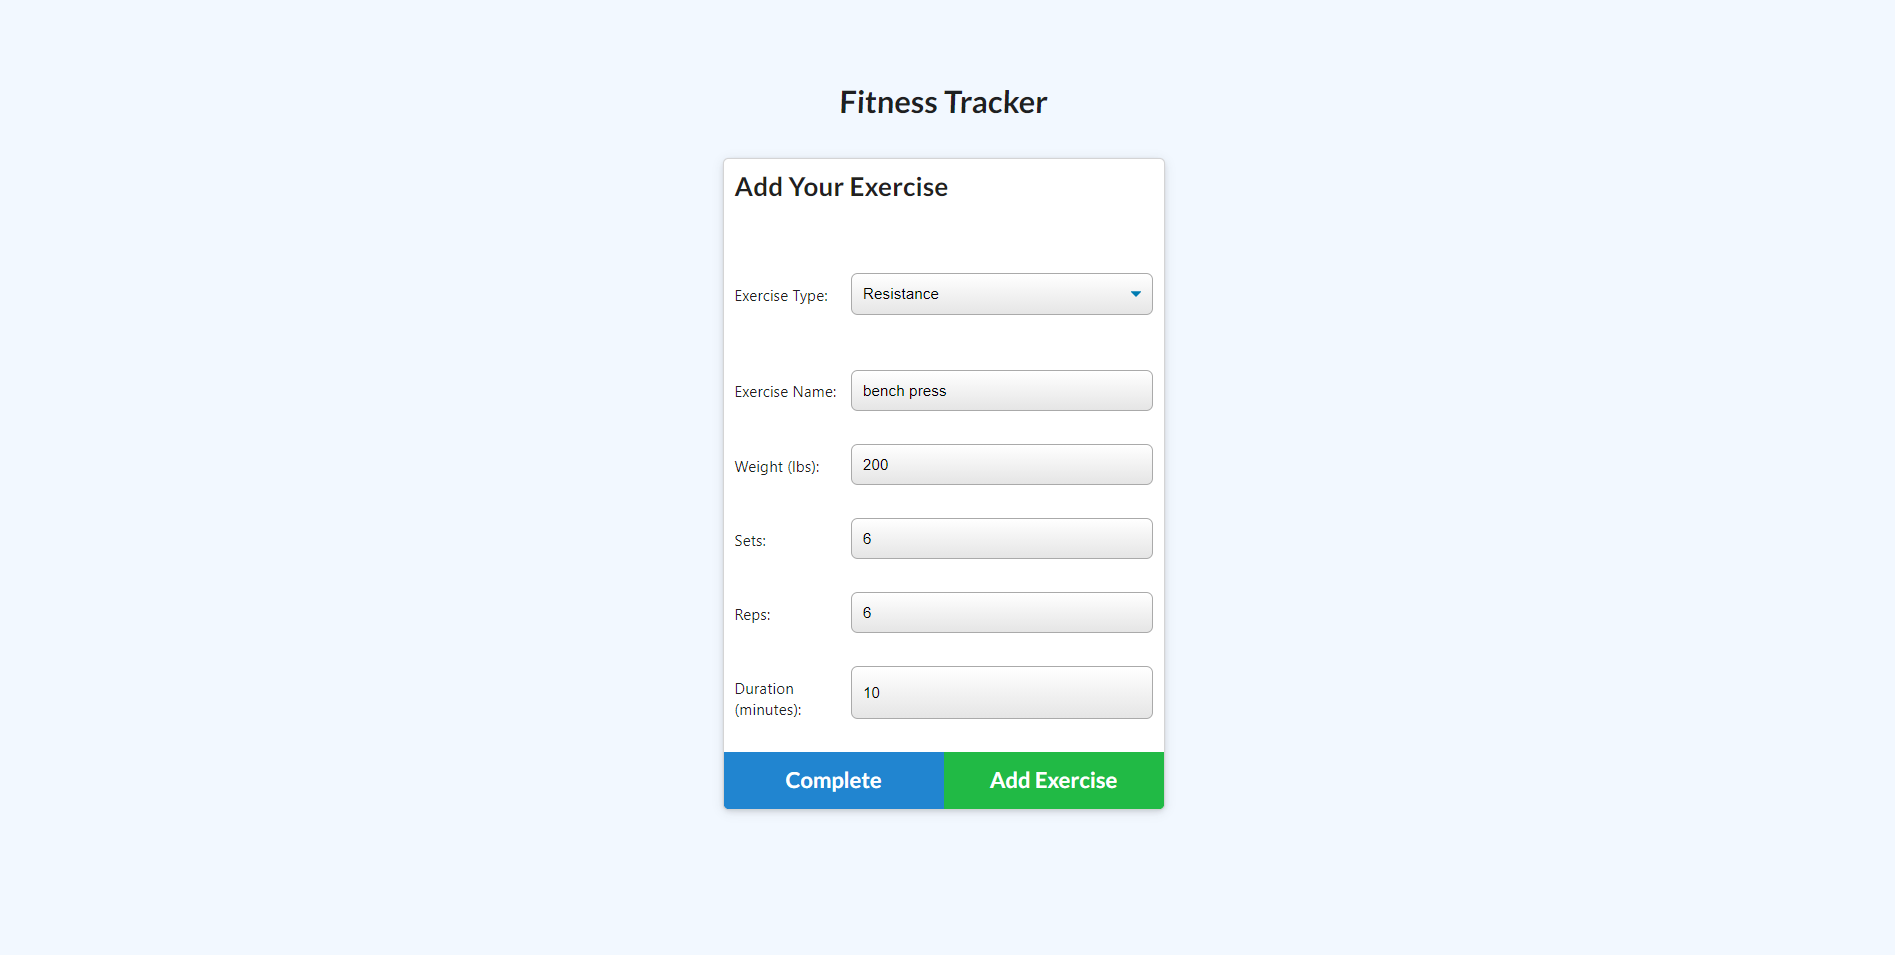 Fitness Tracker
Add Your Exercise
Exercise Type: Resistance
Exercise Name: bench press
Weight (lbs): 200
Sets: 6
Reps: 6
Duration
(minutes): 10
Complete Add Exercise